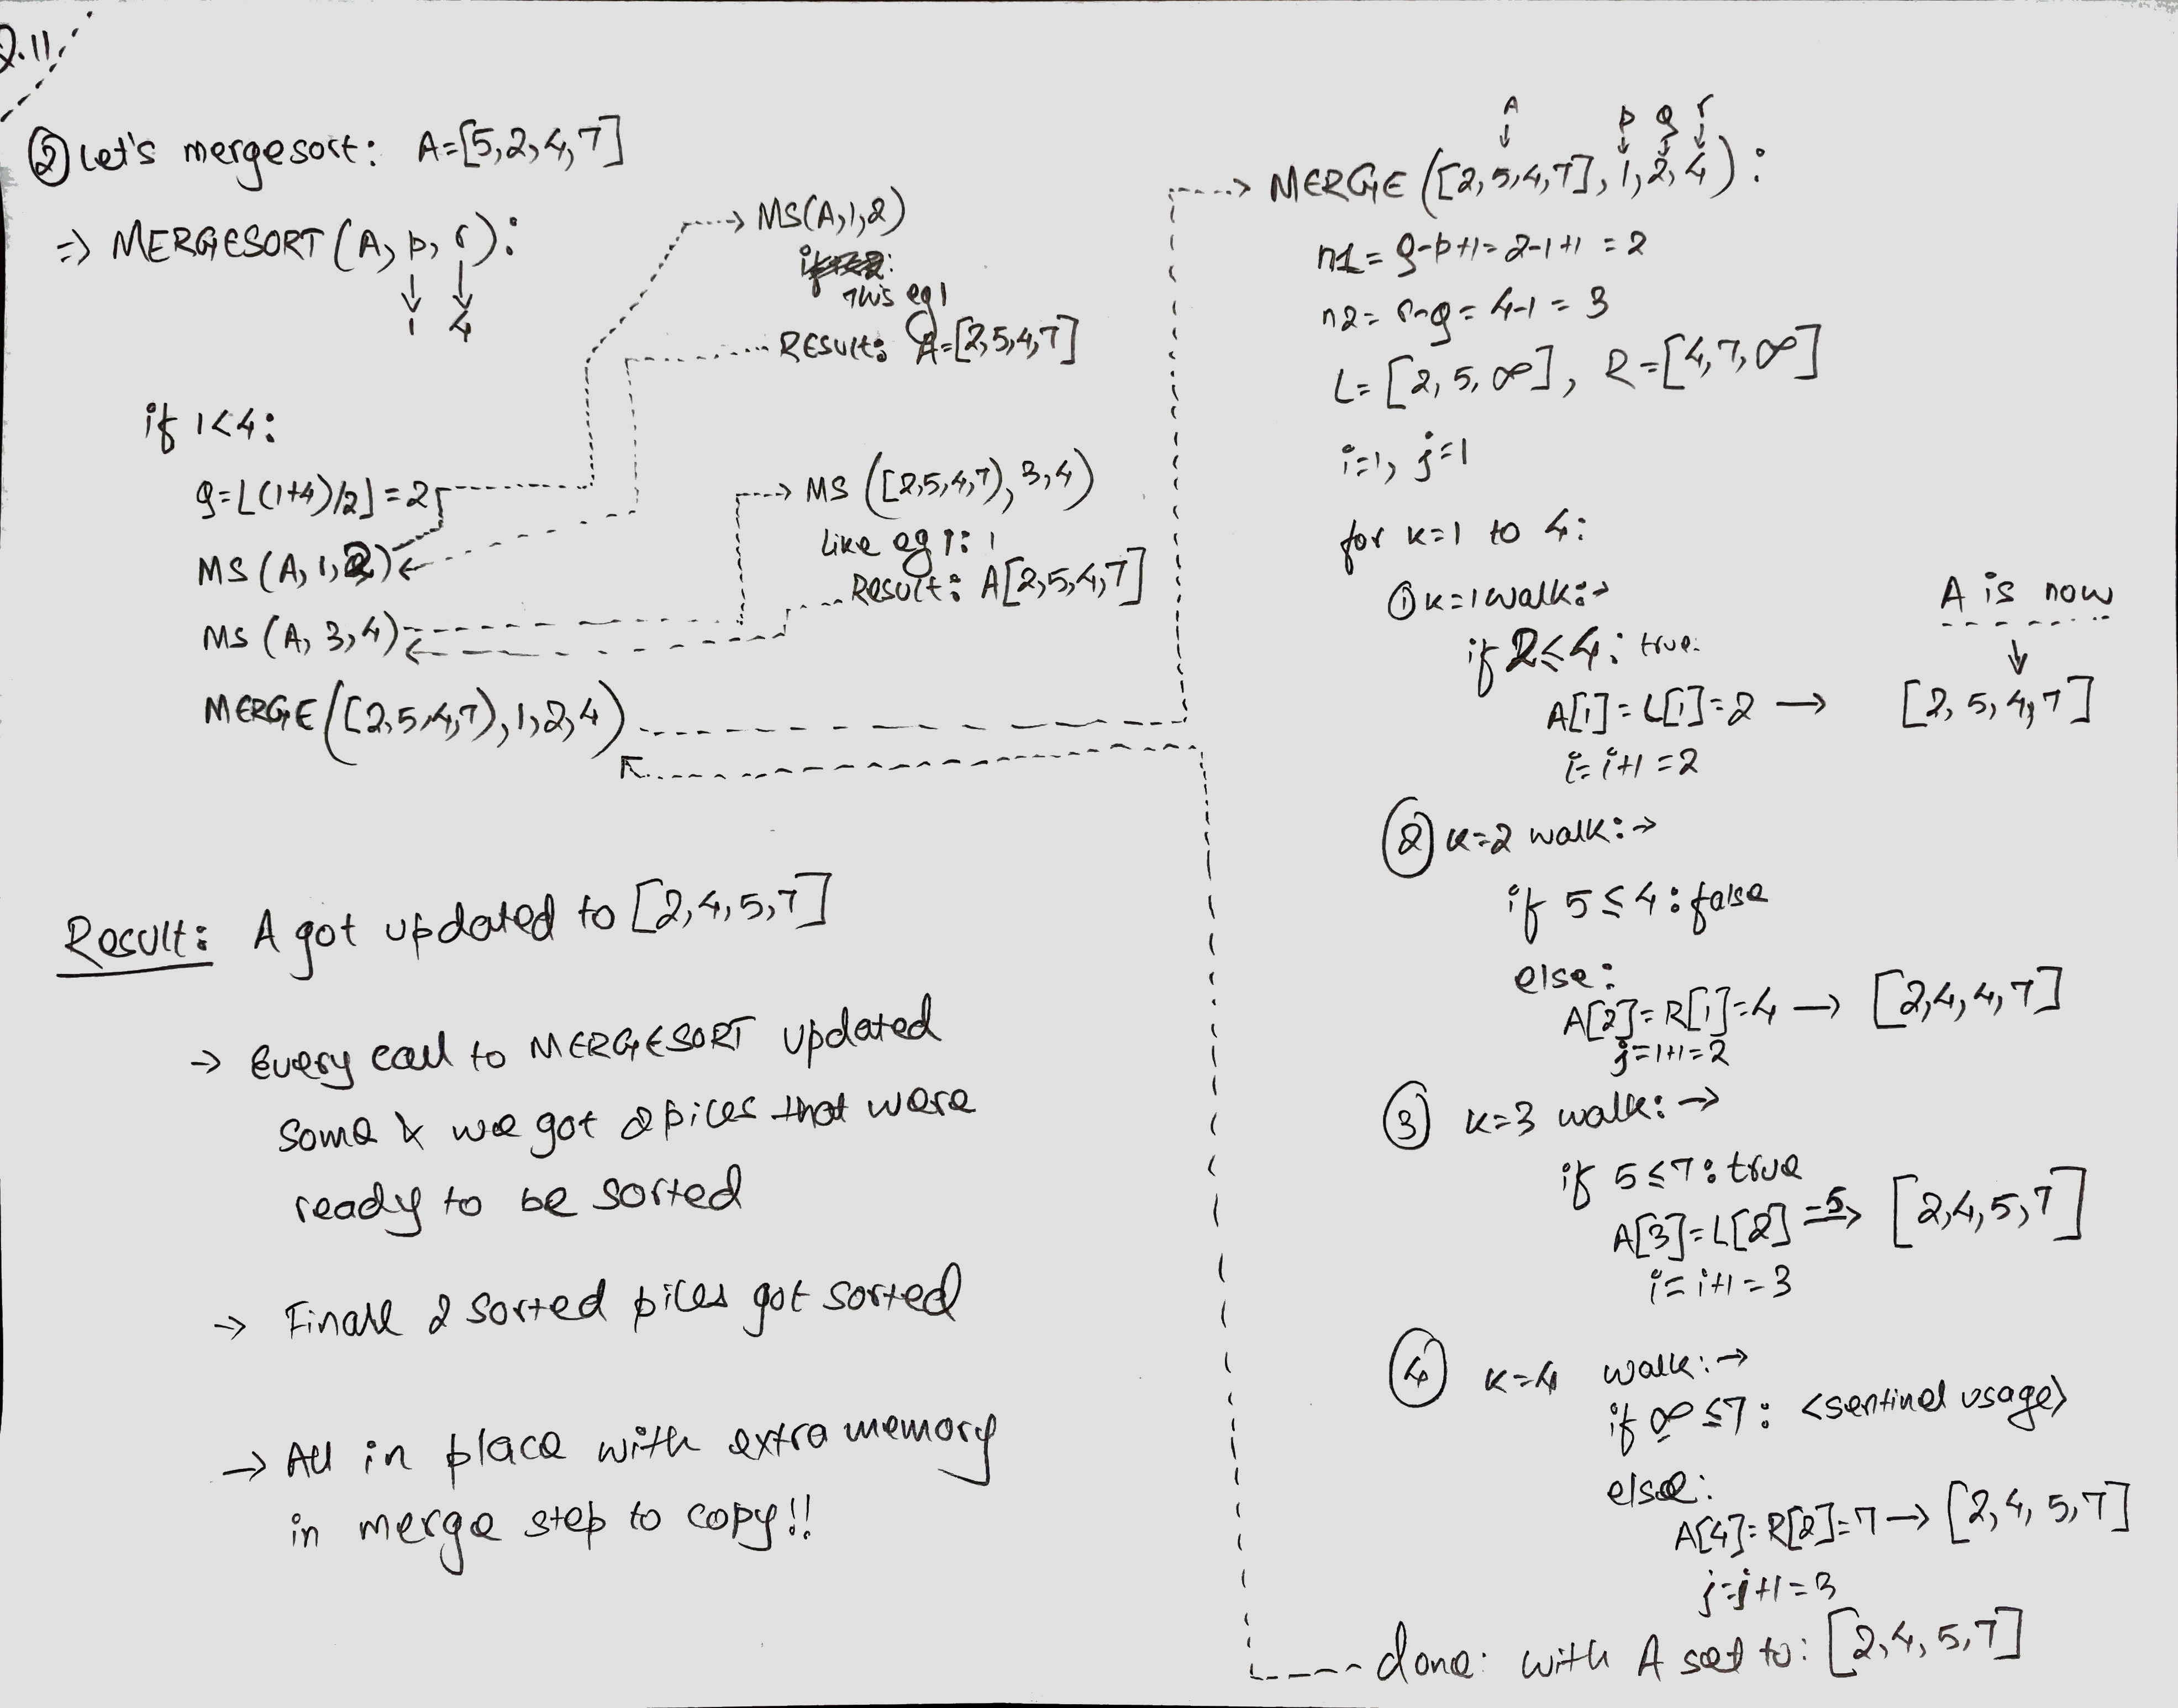 2.11
② Let's mergesort: A=[5,2,4,7]
=> MERGESORT (A, p, r):
↓ ↓
1 4
if 1<4:
q=⌊(1+4)/2⌋=2
MS (A, 1, 2)
MS (A, 3, 4)
MERGE ([2,5,4,7), 1, 2, 4)
MS(A,1,2)
This eg 1
Result: A=[2,5,4,7]
MS ([2,5,4,7), 3, 4)
Like eg 1:
Result: A[2,5,4,7]
Result: A got updated to [2,4,5,7]
-> Every call to MERGESORT updated
some & we got 2 pices that were
ready to be sorted
-> Finall 2 sorted pices got sorted
-> All in place with extra memory
in merge step to copy!!
A p q r
↓ ↓ ↓ ↓
MERGE ([2,5,4,7], 1, 2, 4):
n1 = q-p+1 = 2-1+1 = 2
n2 = r-q = 4-1 = 3
L= [2, 5, ∞], R=[4, 7, ∞]
i=1, j=1
for k=1 to 4:
① k=1 walk:->
A is now
↓
if 2≤4: true.
A[1] = L[1]=2 -> [2, 5, 4, 7]
i= i+1 =2
② k=2 walk:->
if 5 ≤ 4: false
else:
A[2]= R[1]=4 -> [2,4,4,7]
j=1+1=2
③ k=3 walk:->
if 5≤7: true
A[3]=L[2] =5-> [2,4,5,7]
i= i+1 =3
④ k=4 walk:->
if ∞ ≤7: <sentinel usage>
else:
A[4]= R[2]=7 -> [2, 4, 5, 7]
j=j+1=3
done: with A set to: [2, 4, 5, 7]